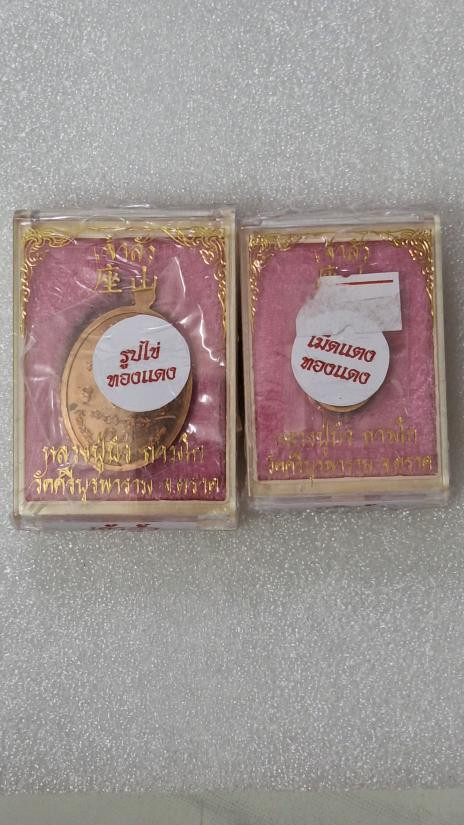 เจ้าสัว
座山
รูปไข่
ทองแดง
หลวงปู่บัว ถามโก
วัดศรีบูรพาราม จ.ตราด
เจ้าสัว
เม็ดแตง
ทองแดง
หลวงปู่บัว ถามโก
วัดศรีบูรพาราม จ.ตราด